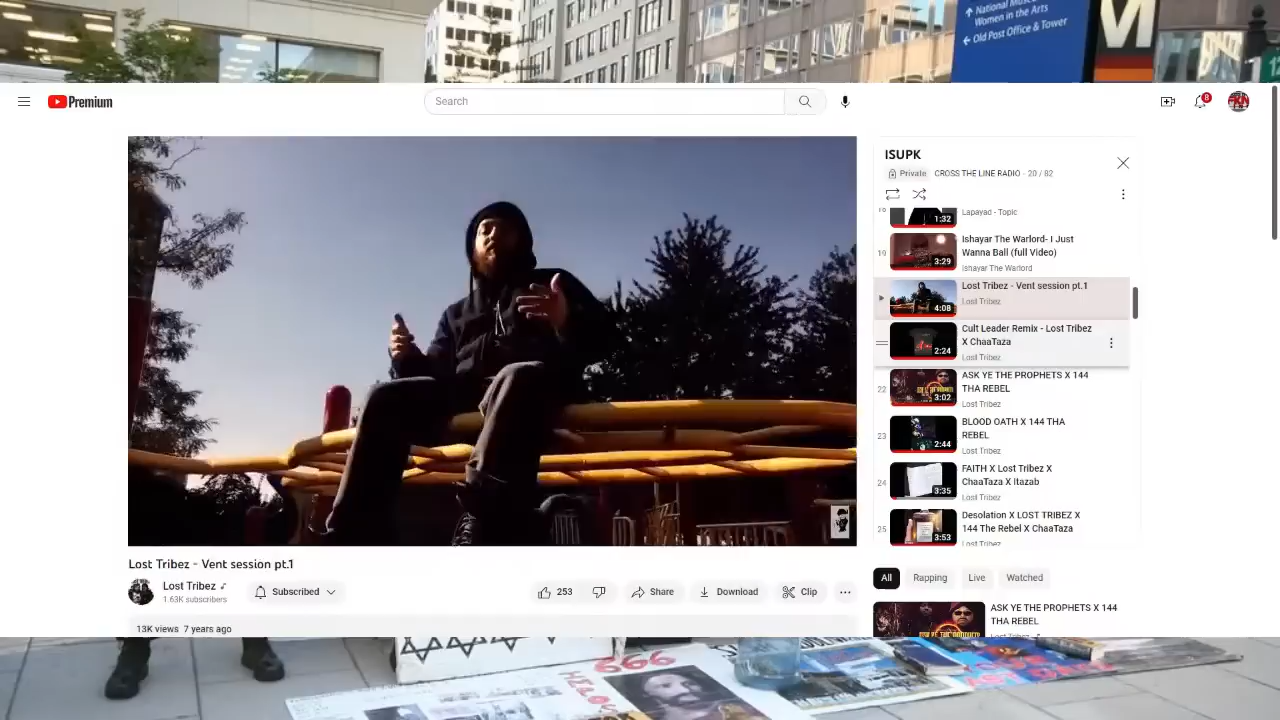 National Museum
Women in the Arts
Old Post Office & Tower
M
Premium
Search
8
ISUPK
Private
CROSS THE LINE RADIO - 20 / 82
1:32
Lapayad - Topic
19
3:29
Ishayar The Warlord- I Just
Wanna Ball (full Video)
Ishayar The Warlord
4:08
Lost Tribez - Vent session pt.1
Lost Tribez
2:24
Cult Leader Remix - Lost Tribez
X ChaaTaza
Lost Tribez
22
3:02
ASK YE THE PROPHETS X 144
THA REBEL
Lost Tribez
23
2:44
BLOOD OATH X 144 THA
REBEL
Lost Tribez
24
3:35
FAITH X Lost Tribez X
ChaaTaza X Itazab
Lost Tribez
25
3:53
Desolation X LOST TRIBEZ X
144 The Rebel X ChaaTaza
Lost Tribez
Lost Tribez - Vent session pt.1
Lost Tribez
1.63K subscribers
Subscribed
253
Share
Download
Clip
13K views 7 years ago
All
Rapping
Live
Watched
ASK YE THE PROPHETS X 144
THA REBEL
Lost Tribez
666